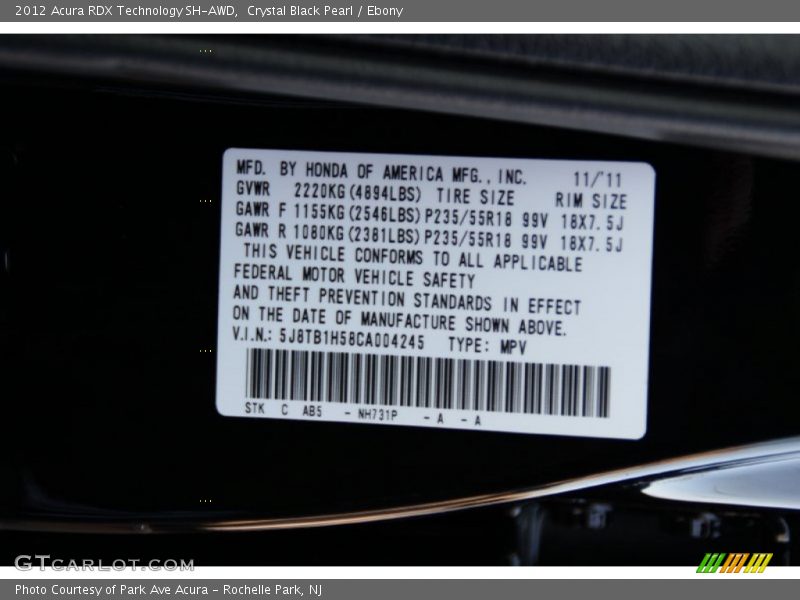 2012 Acura RDX Technology SH-AWD,  Crystal Black Pearl / Ebony
MFD. BY HONDA OF AMERICA MFG., INC. 11/'11
GVWR 2220KG(4894LBS) TIRE SIZE RIM SIZE
GAWR F 1155KG(2546LBS) P235/55R18 99V 18X7.5J
GAWR R 1080KG(2381LBS) P235/55R18 99V 18X7.5J
THIS VEHICLE CONFORMS TO ALL APPLICABLE
FEDERAL MOTOR VEHICLE SAFETY
AND THEFT PREVENTION STANDARDS IN EFFECT
ON THE DATE OF MANUFACTURE SHOWN ABOVE.
V.I.N.: 5J8TB1H58CA004245 TYPE: MPV
STK C AB5 - NH731P - A - A
GTCARLOT.COM
Photo Courtesy of Park Ave Acura - Rochelle Park, NJ